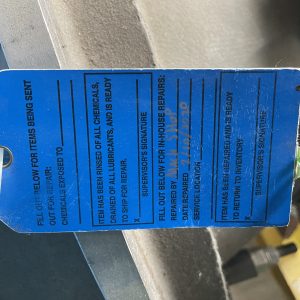 FILL OUT BELOW FOR ITEMS BEING SENT
OUT FOR REPAIR:
CHEMICALS EXPOSED TO
ITEM HAS BEEN RINSED OF ALL CHEMICALS,
DRAINED OF ALL LUBRICANTS, AND IS READY
TO SHIP FOR REPAIR.
X
SUPERVISOR'S SIGNATURE
FILL OUT BELOW FOR IN-HOUSE REPAIRS:
REPAIRED BY
DATE REPAIRED
SERVICE LOCATION
ITEM HAS BEEN REPAIRED AND IS READY
TO RETURN TO INVENTORY
X
SUPERVISOR'S SIGNATURE